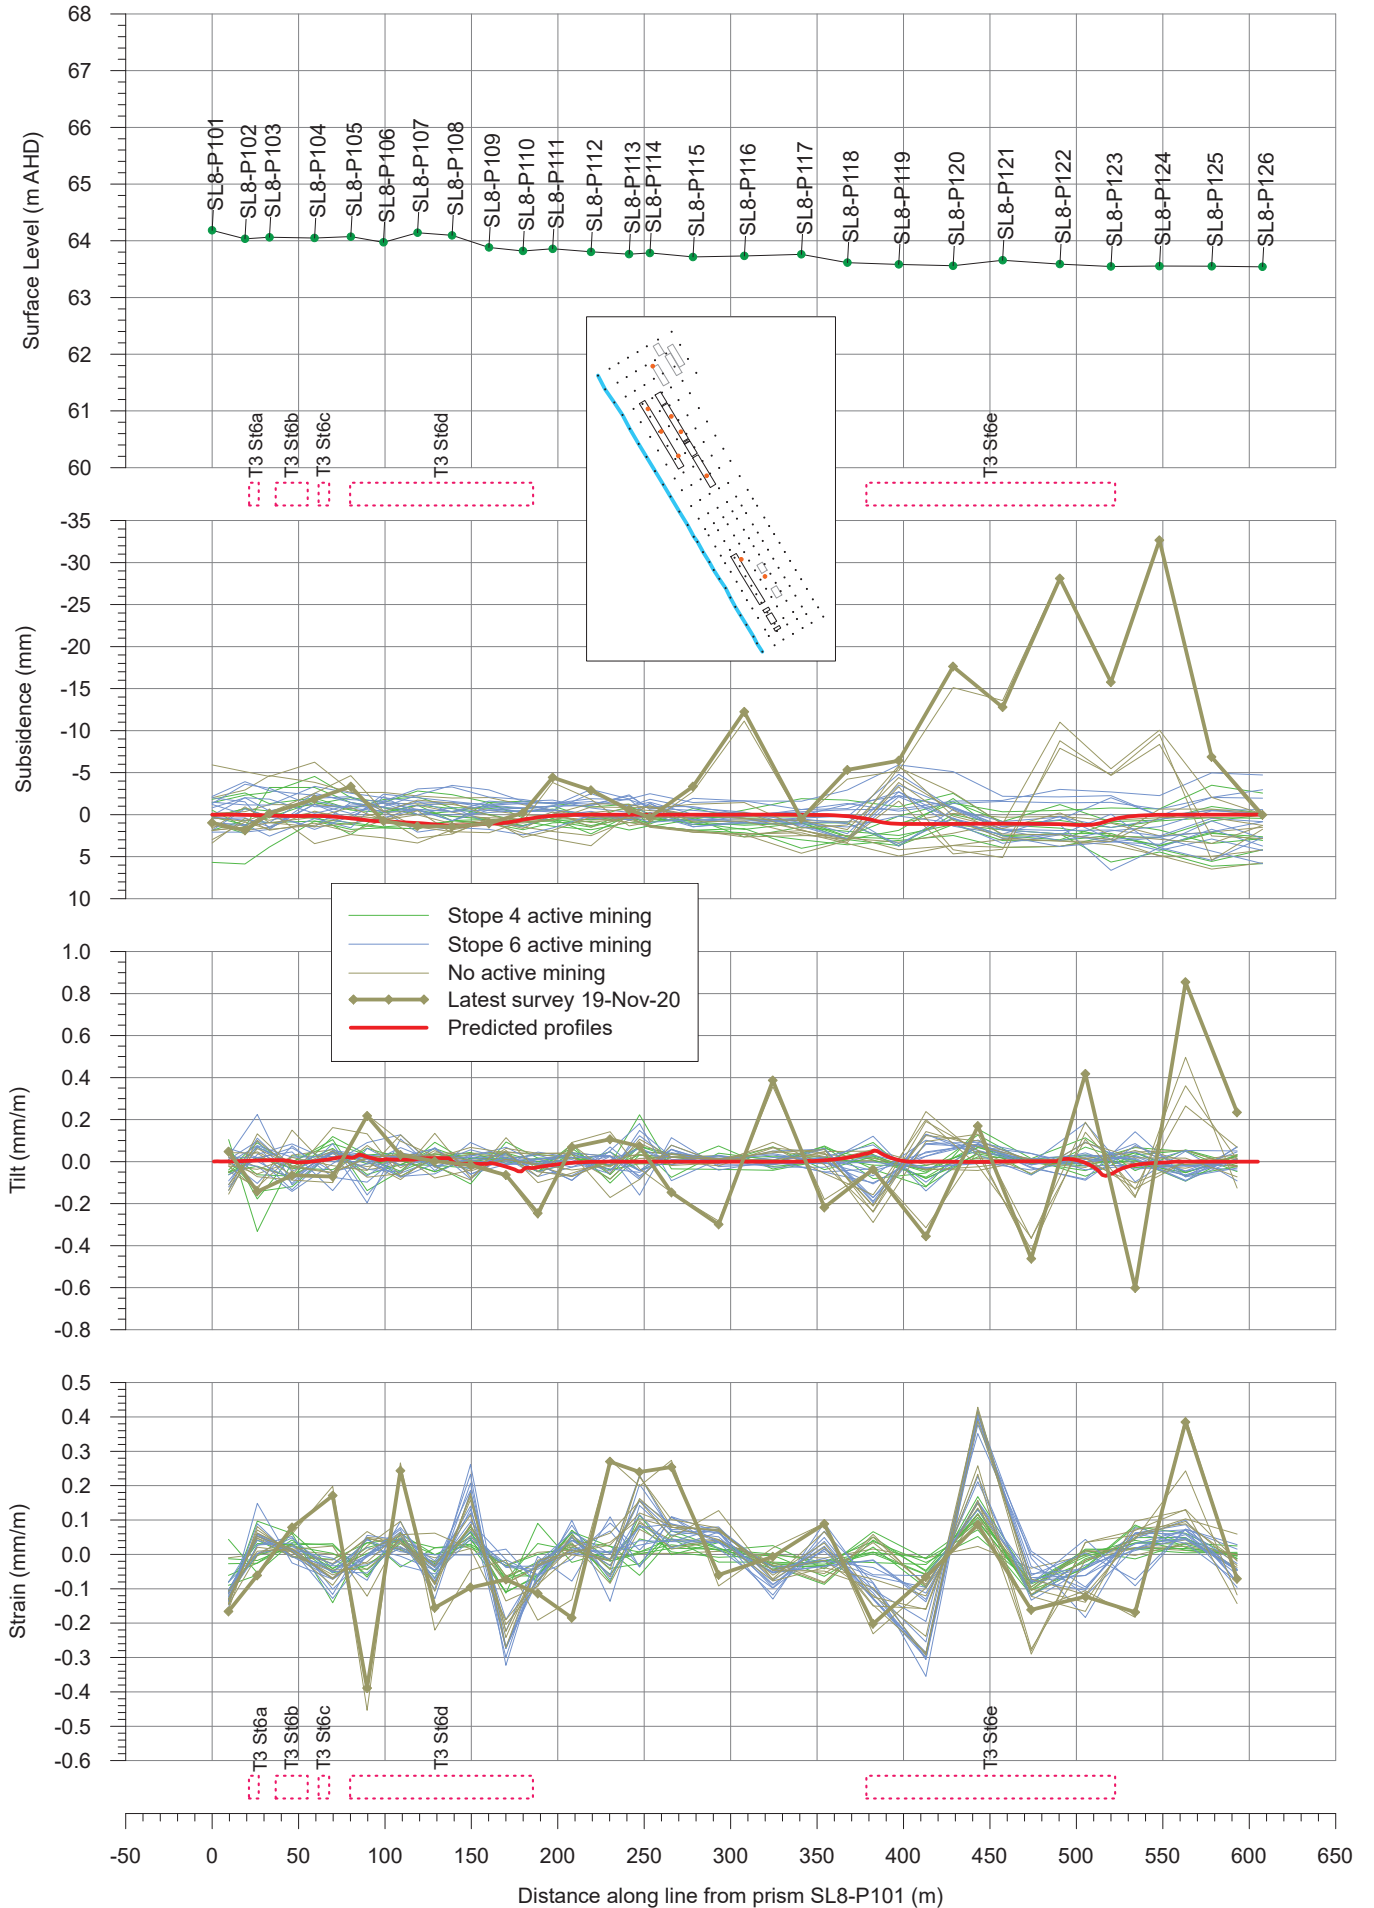 68
67
66
65
64
63
62
61
60
Surface Level (m AHD)
SL8-P101
SL8-P102
SL8-P103
SL8-P104
SL8-P105
SL8-P106
SL8-P107
SL8-P108
SL8-P109
SL8-P110
SL8-P111
SL8-P112
SL8-P113
SL8-P114
SL8-P115
SL8-P116
SL8-P117
SL8-P118
SL8-P119
SL8-P120
SL8-P121
SL8-P122
SL8-P123
SL8-P124
SL8-P125
SL8-P126
T3 St6a
T3 St6b
T3 St6c
T3 St6d
T3 St6e
-35
-30
-25
-20
-15
-10
-5
0
5
10
Subsidence (mm)
Stope 4 active mining
Stope 6 active mining
No active mining
Latest survey 19-Nov-20
Predicted profiles
1.0
0.8
0.6
0.4
0.2
0.0
-0.2
-0.4
-0.6
-0.8
Tilt (mm/m)
0.5
0.4
0.3
0.2
0.1
0.0
-0.1
-0.2
-0.3
-0.4
-0.5
-0.6
Strain (mm/m)
T3 St6a
T3 St6b
T3 St6c
T3 St6d
T3 St6e
-50 0 50 100 150 200 250 300 350 400 450 500 550 600 650
Distance along line from prism SL8-P101 (m)